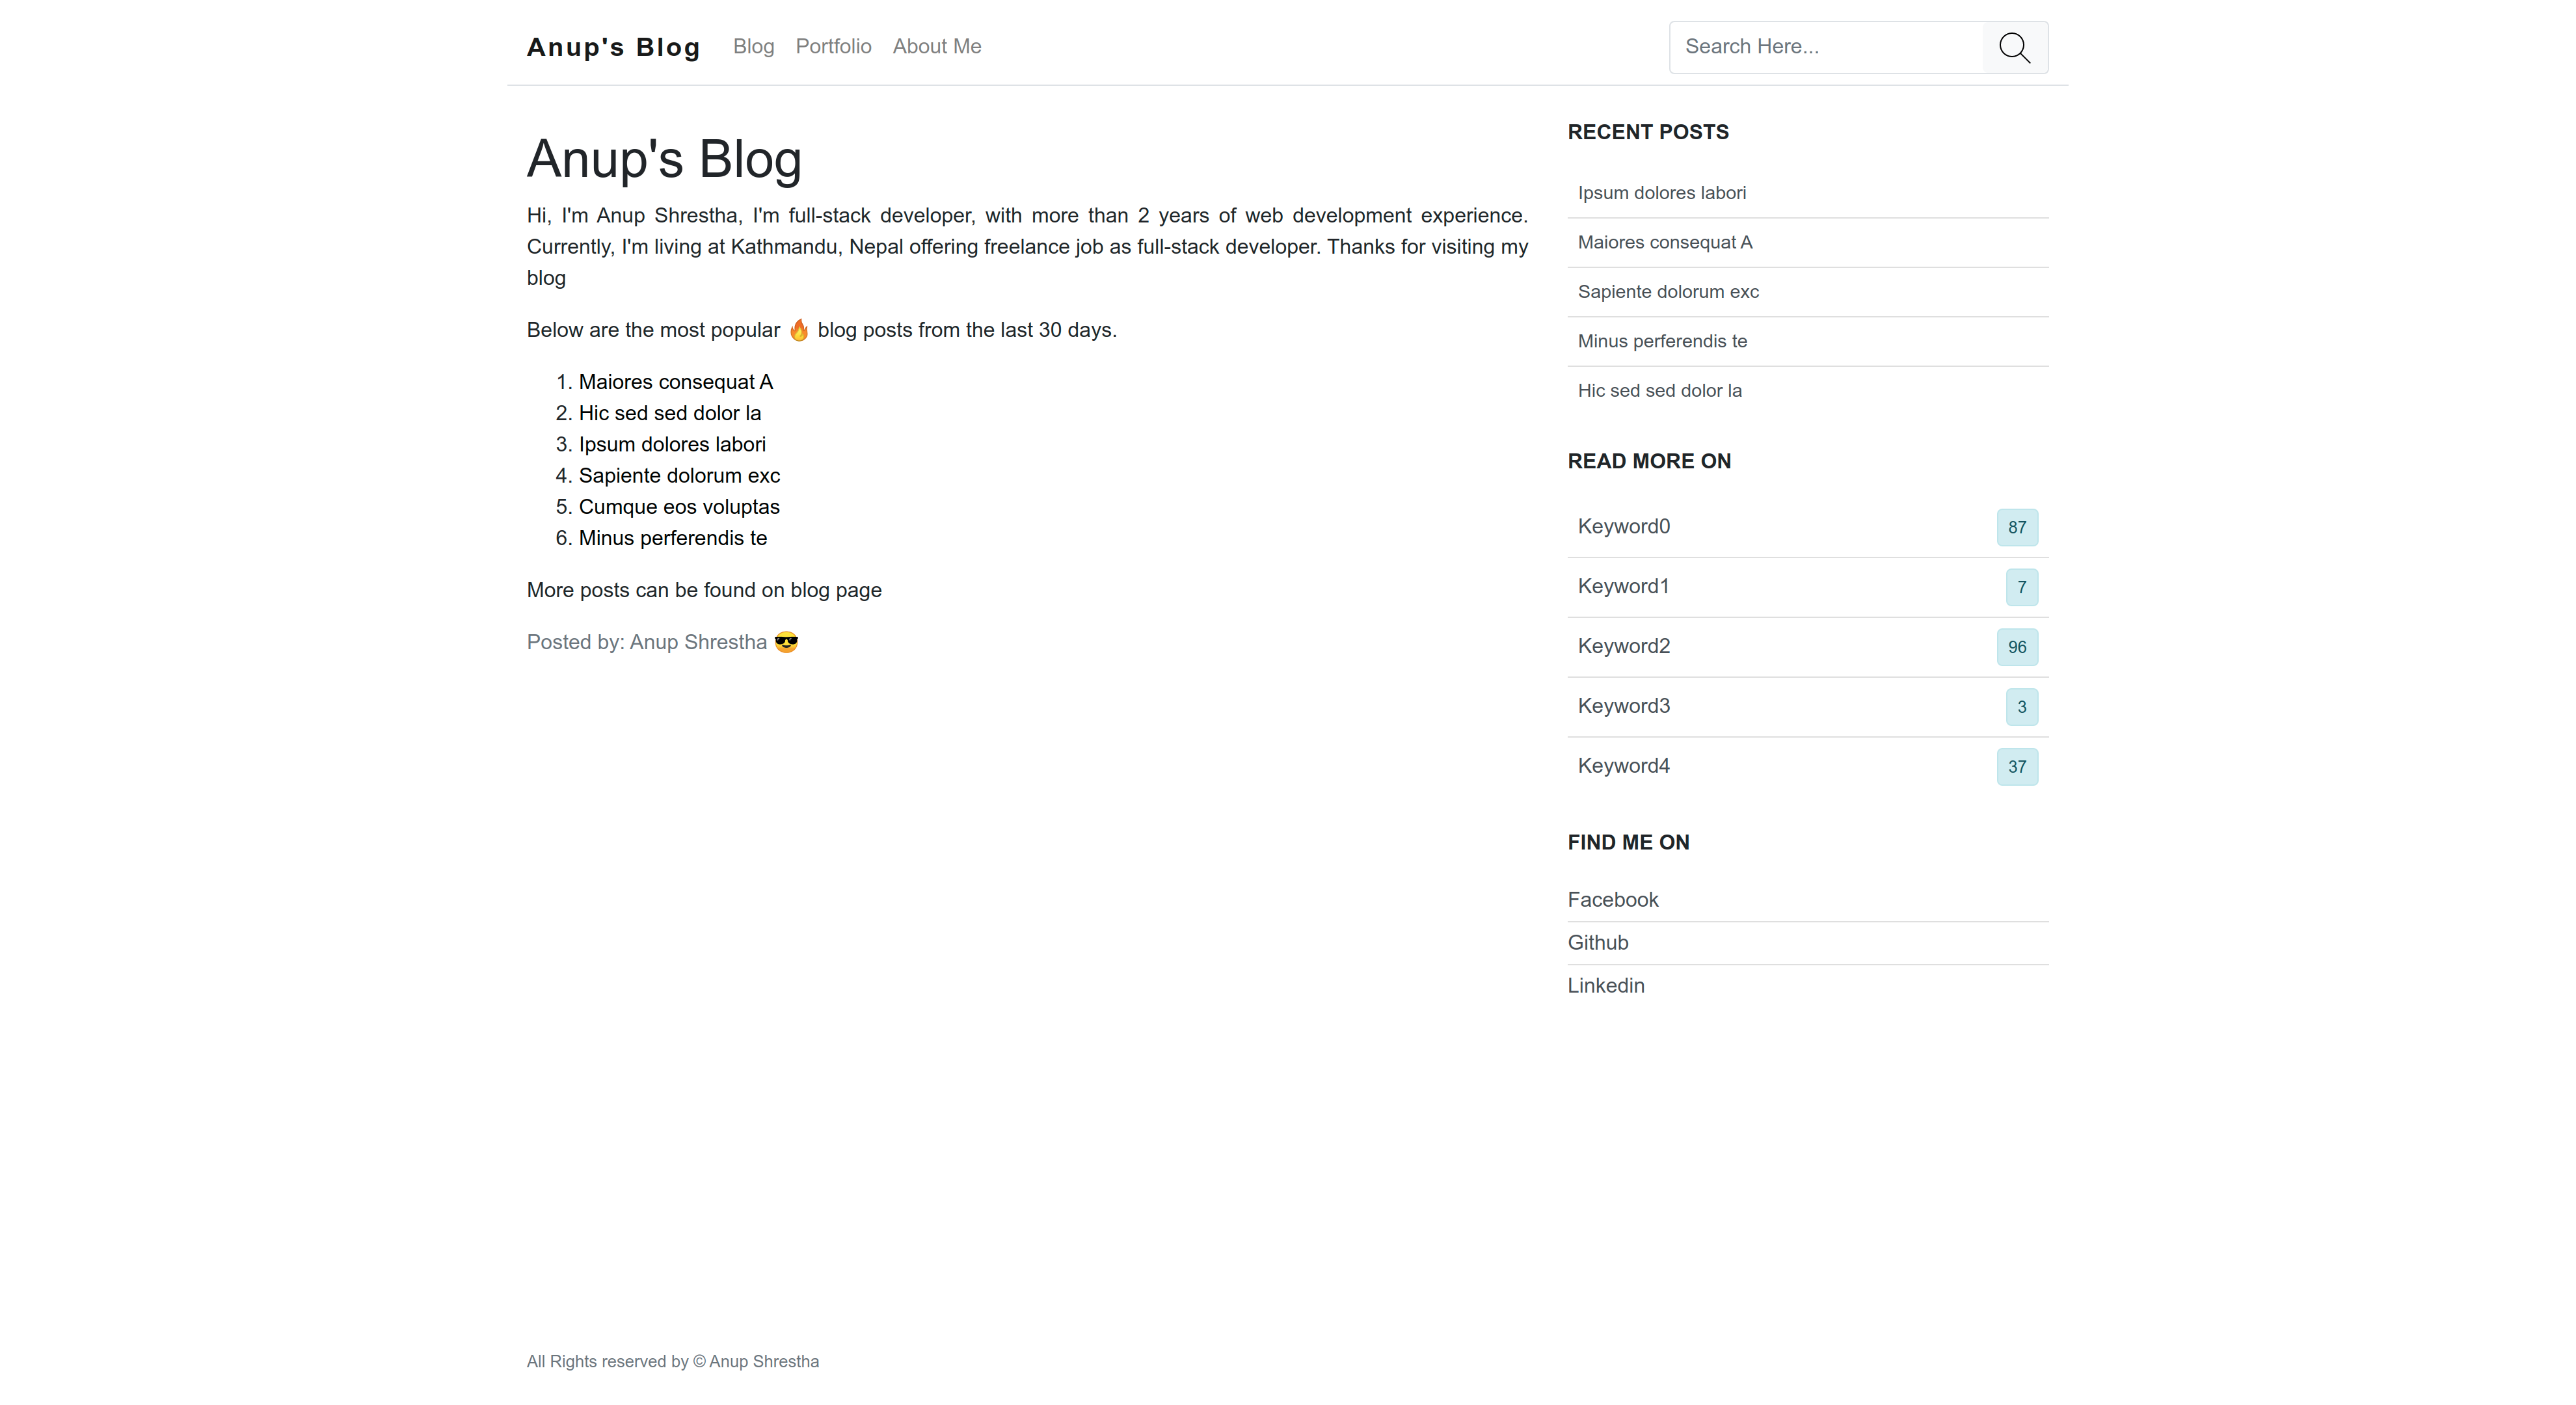 Anup's Blog
Blog
Portfolio
About Me
Search Here...
Anup's Blog
Hi, I'm Anup Shrestha, I'm full-stack developer, with more than 2 years of web development experience.
Currently, I'm living at Kathmandu, Nepal offering freelance job as full-stack developer. Thanks for visiting my
blog
Below are the most popular 🔥 blog posts from the last 30 days.
1. Maiores consequat A
2. Hic sed sed dolor la
3. Ipsum dolores labori
4. Sapiente dolorum exc
5. Cumque eos voluptas
6. Minus perferendis te
More posts can be found on blog page
Posted by: Anup Shrestha 😎
RECENT POSTS
Ipsum dolores labori
Maiores consequat A
Sapiente dolorum exc
Minus perferendis te
Hic sed sed dolor la
READ MORE ON
Keyword0 87
Keyword1 7
Keyword2 96
Keyword3 3
Keyword4 37
FIND ME ON
Facebook
Github
Linkedin
All Rights reserved by © Anup Shrestha